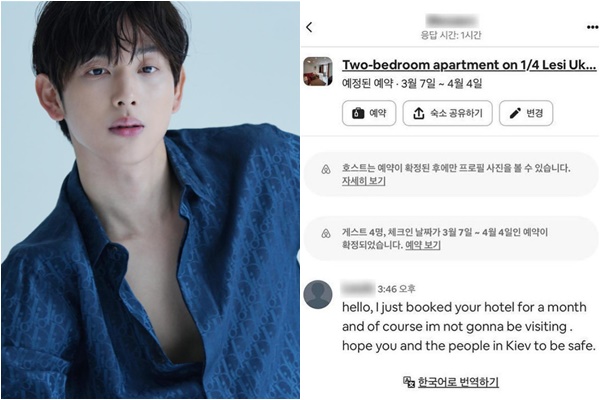 응답 시간: 1시간
Two-bedroom apartment on 1/4 Lesi Uk...
예정된 예약 · 3월 7일 ~ 4월 4일
예약
숙소 공유하기
변경
호스트는 예약이 확정된 후에만 프로필 사진을 볼 수 있습니다.
자세히 보기
게스트 4명, 체크인 날짜가 3월 7일 ~ 4월 4일인 예약이
확정되었습니다. 예약 보기
3:46 오후
hello, I just booked your hotel for a month
and of course im not gonna be visiting .
hope you and the people in Kiev to be safe.
한국어로 번역하기